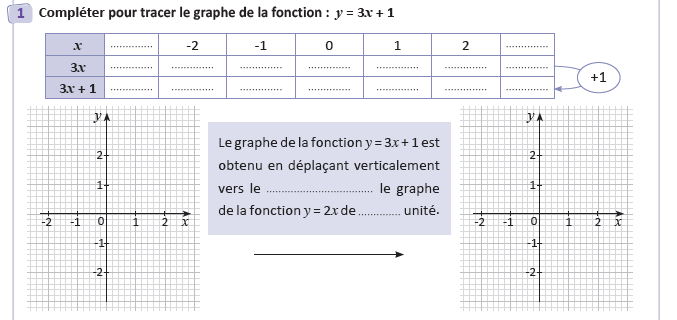 1 Compléter pour tracer le graphe de la fonction : y = 3x + 1
x .............. -2 -1 0 1 2 ..............
3x .............. .............. .............. .............. .............. .............. ..............
3x + 1 .............. .............. .............. .............. .............. .............. ..............
+1
y
2
1
-2 -1 0 1 2 x
-1
-2
Le graphe de la fonction y = 3x + 1 est
obtenu en déplaçant verticalement
vers le .................................... le graphe
de la fonction y = 2x de .............. unité.
y
2
1
-2 -1 0 1 2 x
-1
-2